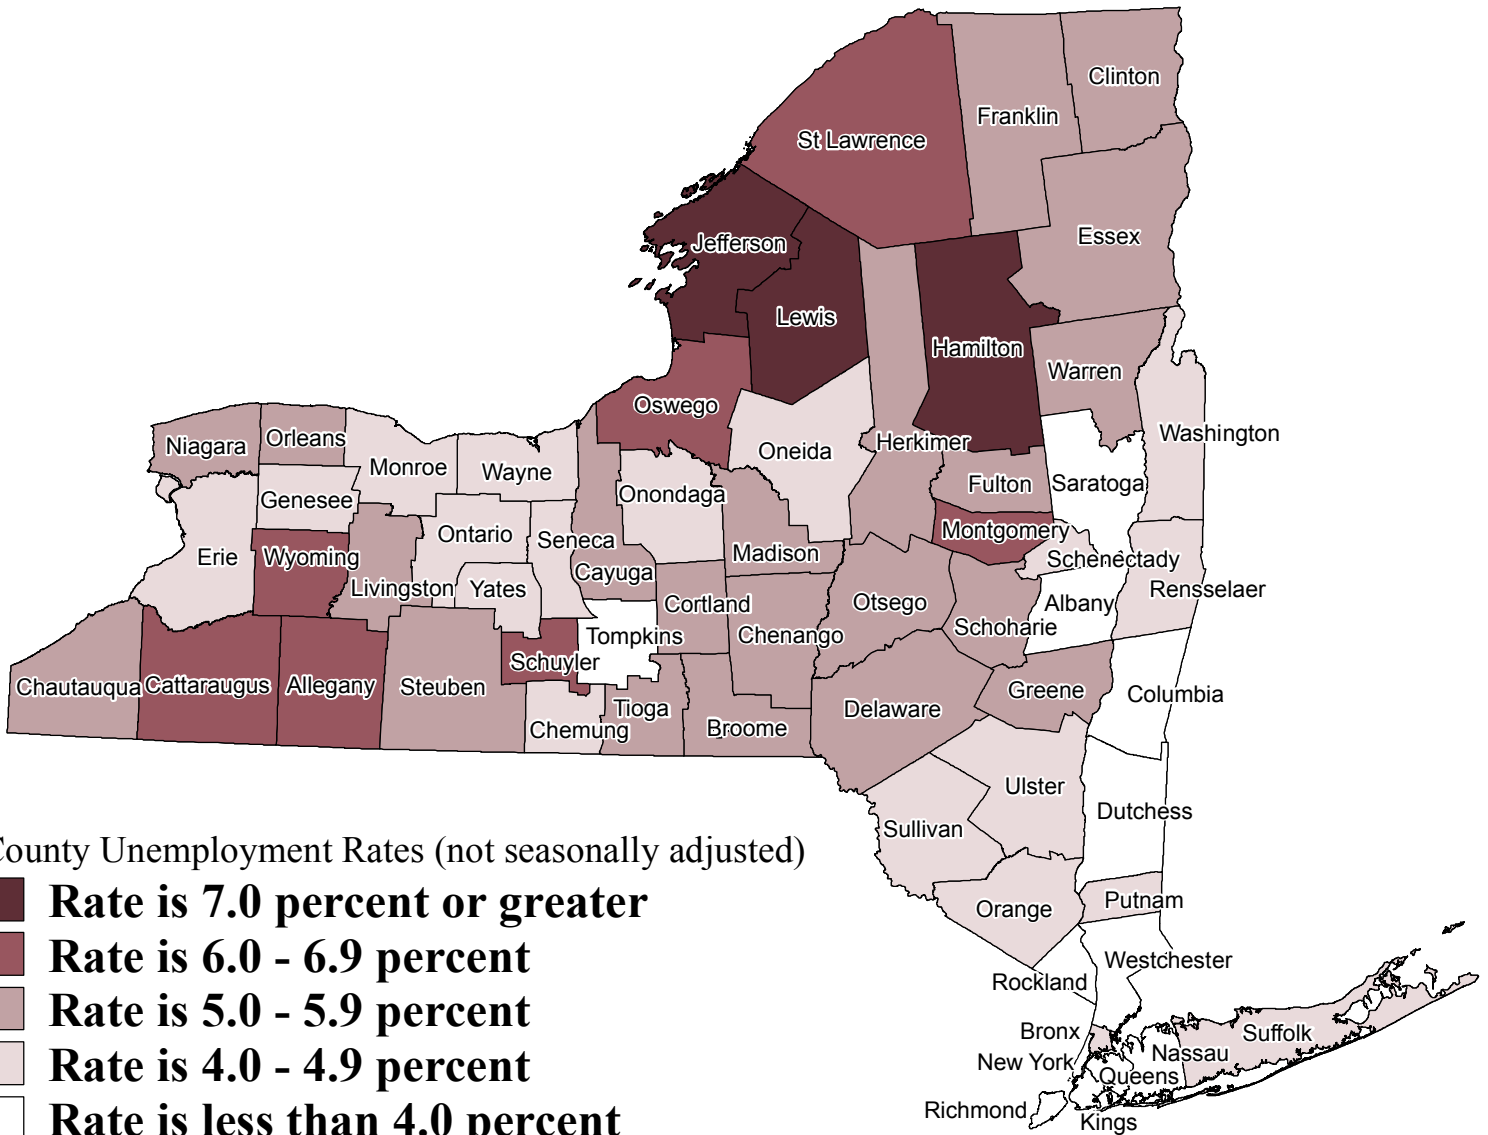 Clinton
Franklin
St Lawrence
Essex
Jefferson
Lewis
Hamilton
Warren
Oswego
Washington
Niagara
Orleans
Herkimer
Oneida
Monroe
Wayne
Fulton
Saratoga
Genesee
Onondaga
Montgomery
Ontario
Seneca
Erie
Wyoming
Madison
Schenectady
Cayuga
Livingston
Yates
Rensselaer
Cortland
Otsego
Albany
Chenango
Tompkins
Schoharie
Schuyler
Chautauqua
Cattaraugus
Allegany
Steuben
Greene
Columbia
Tioga
Delaware
Chemung
Broome
Ulster
Dutchess
Sullivan
Putnam
Orange
Westchester
Rockland
Bronx
Suffolk
Nassau
New York
Queens
Richmond
Kings
County Unemployment Rates (not seasonally adjusted)
Rate is 7.0 percent or greater
Rate is 6.0 - 6.9 percent
Rate is 5.0 - 5.9 percent
Rate is 4.0 - 4.9 percent
Rate is less than 4.0 percent